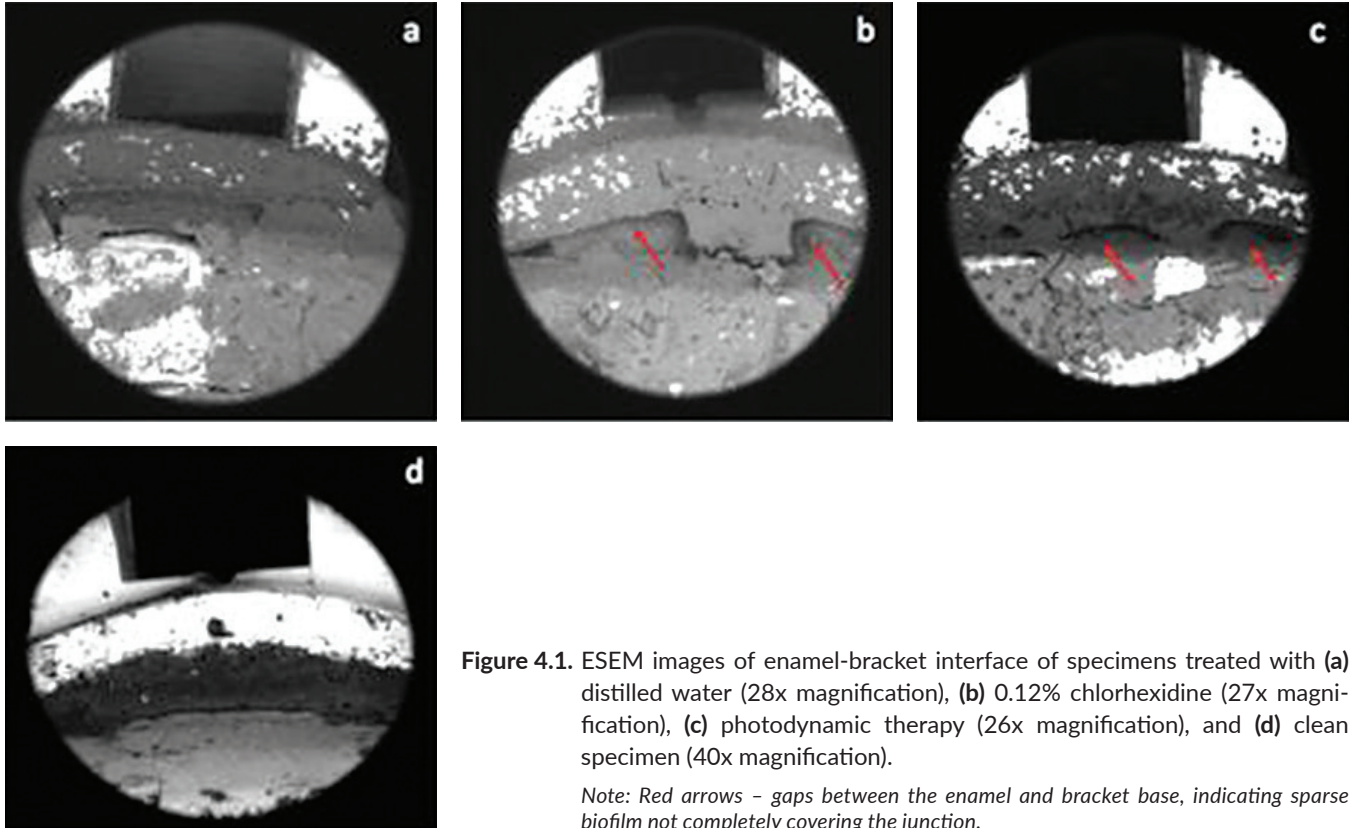 a
b
c
d
Figure 4.1. ESEM images of enamel-bracket interface of specimens treated with (a)
distilled water (28x magnification), (b) 0.12% chlorhexidine (27x magni-
fication), (c) photodynamic therapy (26x magnification), and (d) clean
specimen (40x magnification).
Note: Red arrows – gaps between the enamel and bracket base, indicating sparse
biofilm not completely covering the junction.